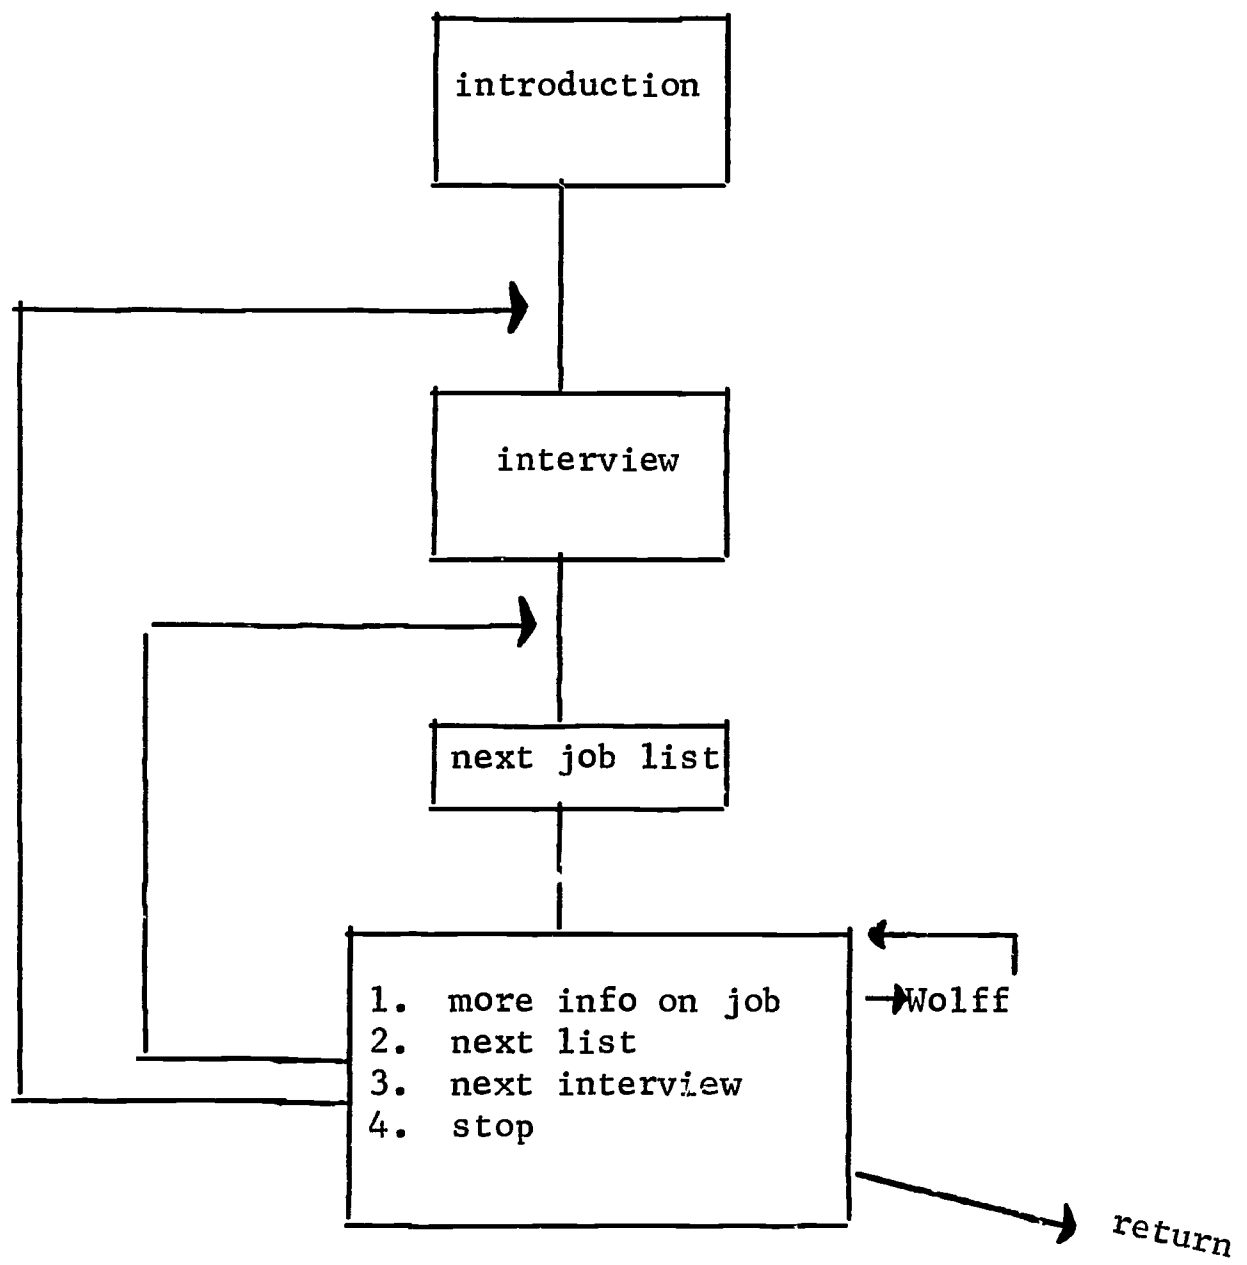 introduction
interview
next job list
1. more info on job
Wolff
2. next list
3. next interview
4. stop
return